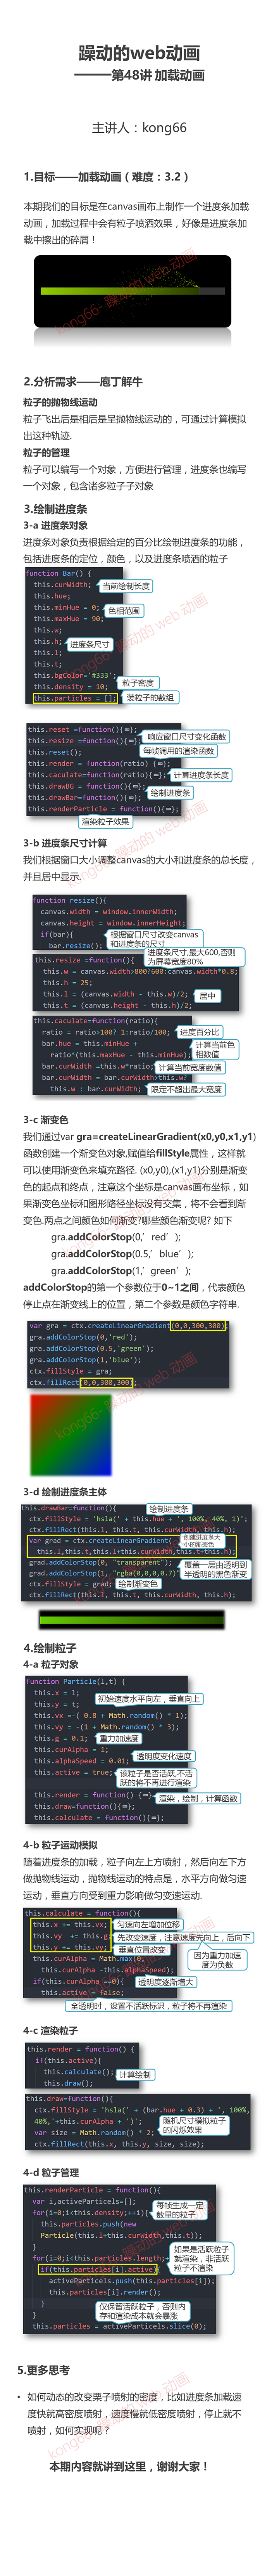 躁动的web动画
———第48讲 加载动画
主讲人：kong66
1.目标——加载动画（难度：3.2）
本期我们的目标是在canvas画布上制作一个进度条加载
动画，加载过程中会有粒子喷洒效果，好像是进度条加
载中擦出的碎屑！
kong66- 躁动的 web 动画
2.分析需求——庖丁解牛
粒子的抛物线运动
粒子飞出后是相后是呈抛物线运动的，可通过计算模拟
出这种轨迹.
粒子的管理
粒子可以编写一个对象，方便进行管理，进度条也编写
一个对象，包含诸多粒子子对象
3.绘制进度条
3-a 进度条对象
进度条对象负责根据给定的百分比绘制进度条的功能，
包括进度条的定位，颜色，以及进度条喷洒的粒子
function Bar() {
this.curWidth; 当前绘制长度
this.hue;
this.minHue = 0; 色相范围
this.maxHue = 90;
this.w;
this.h; 进度条尺寸
this.l;
this.t;
this.bgColor='#333';
this.density = 10; 粒子密度
this.particles = []; 装粒子的数组
kong66- 躁动的 web 动画
this.reset =function(){};
this.resize =function(){}; 响应窗口尺寸变化函数
this.reset();
this.render = function(ratio) {}; 每帧调用的渲染函数
this.caculate=function(ratio){}; 计算进度条长度
this.drawBG = function(){};
this.drawBar=function(){}; 绘制进度条
this.renderParticle = function(){};
渲染粒子效果
kong66- 躁动的 web 动画
3-b 进度条尺寸计算
我们根据窗口大小调整canvas的大小和进度条的总长度，
并且居中显示.
function resize(){
canvas.width = window.innerWidth;
canvas.height = window.innerHeight;
if(bar){ 根据窗口尺寸改变canvas
bar.resize(); 和进度条的尺寸
进度条尺寸,最大600,否则
为屏幕宽度80%
this.resize =function(){
this.w = canvas.width>800?600:canvas.width*0.8;
this.h = 25;
this.l = (canvas.width - this.w)/2; 居中
this.t = (canvas.height - this.h)/2;
this.caculate=function(ratio){
ratio = ratio>100? 1:ratio/100; 进度百分比
bar.hue = this.minHue + 计算当前色
ratio*(this.maxHue - this.minHue); 相数值
bar.curWidth =this.w*ratio; 计算当前宽度数值
bar.curWidth = bar.curWidth>this.w?
this.w : bar.curWidth; 限定不超出最大宽度
3-c 渐变色
我们通过var gra=createLinearGradient(x0,y0,x1,y1)
函数创建一个渐变色对象,赋值给fillStyle属性，这样就
可以使用渐变色来填充路径. (x0,y0),(x1,y1)分别是渐变
色的起点和终点，注意这个坐标是canvas画布坐标，如
果渐变色坐标和图形路径坐标没有交集，将不会看到渐
变色.两点之间颜色如何渐变?哪些颜色渐变呢? 如下
gra.addColorStop(0,’red’);
gra.addColorStop(0.5,’blue’);
gra.addColorStop(1,’green’);
addColorStop的第一个参数位于0~1之间，代表颜色
停止点在渐变线上的位置，第二个参数是颜色字符串.
var gra = ctx.createLinearGradient(0,0,300,300);
gra.addColorStop(0,'red');
gra.addColorStop(0.5,'green');
gra.addColorStop(1,'blue');
ctx.fillStyle = gra;
ctx.fillRect(0,0,300,300);
kong66- 躁动的 web 动画
3-d 绘制进度条主体
this.drawBar=function(){ 绘制进度条
ctx.fillStyle = 'hsla(' + this.hue + ', 100%, 40%, 1)';
ctx.fillRect(this.l, this.t, this.curWidth, this.h);
var grad = ctx.createLinearGradient( 创建进度条大
小的渐变色
this.l,this.t,this.l+this.curWidth,this.t+this.h);
grad.addColorStop(0, "transparent"); 覆盖一层由透明到
grad.addColorStop(1, "rgba(0,0,0,0.7)" 半透明的黑色渐变
ctx.fillStyle = grad; 绘制渐变色
ctx.fillRect(this.l, this.t, this.curWidth, this.h);
4.绘制粒子
4-a 粒子对象
function Particle(l,t) {
this.x = l; 初始速度水平向左，垂直向上
this.y = t;
this.vx =-( 0.8 + Math.random() * 1);
this.vy = -(1 + Math.random() * 3);
this.g = 0.1; 重力加速度
this.curAlpha = 1;
this.alphaSpeed = 0.01; 透明度变化速度
this.active = true; 该粒子是否活跃,不活
跃的将不再进行渲染
this.render = function() {} 渲染，绘制，计算函数
this.draw=function(){};
this.calculate = function(){};
4-b 粒子运动模拟
随着进度条的加载，粒子向左上方喷射，然后向左下方
做抛物线运动，抛物线运动的特点是，水平方向做匀速
运动，垂直方向受到重力影响做匀变速运动.
this.calculate = function(){
this.x += this.vx; 匀速向左增加位移
this.vy += this.g; 先改变速度，注意速度先向上，后向下
this.y += this.vy; 垂直位置改变
this.curAlpha = Math.max(0, 因为重力加速
this.curAlpha -this.alphaSpeed); 度为负数
if(this.curAlpha ==0){ 透明度逐渐增大
this.active = false;
全透明时，设置不活跃标识，粒子将不再渲染
4-c 渲染粒子
this.render = function() {
if(this.active){
this.calculate(); 计算绘制
this.draw();
this.draw=function(){
ctx.fillStyle = 'hsla(' + (bar.hue + 0.3) + ', 100%,
40%,'+this.curAlpha + ')'; 随机尺寸模拟粒子
var size = Math.random() * 2; 的闪烁效果
ctx.fillRect(this.x, this.y, size, size);
4-d 粒子管理
this.renderParticle = function(){
var i,activeParticels=[];
for(i=0;i<this.density;++i){ 每帧生成一定
this.particles.push(new 数量的粒子
Particle(this.l+this.curWidth,this.t));
}
for(i=0;i<this.particles.length; 如果是活跃粒子
if(this.particles[i].active){ 就渲染，非活跃
activeParticels.push(this.particles[i]); 粒子不渲染
this.particles[i].render();
} 仅保留活跃粒子，否则内
} 存和渲染成本就会暴涨
this.particles = activeParticels.slice(0);
5.更多思考
• 如何动态的改变栗子喷射的密度，比如进度条加载速
度快就高密度喷射，速度慢就低密度喷射，停止就不
喷射，如何实现呢？
kong66- 躁动的 web 动画
本期内容就讲到这里，谢谢大家！